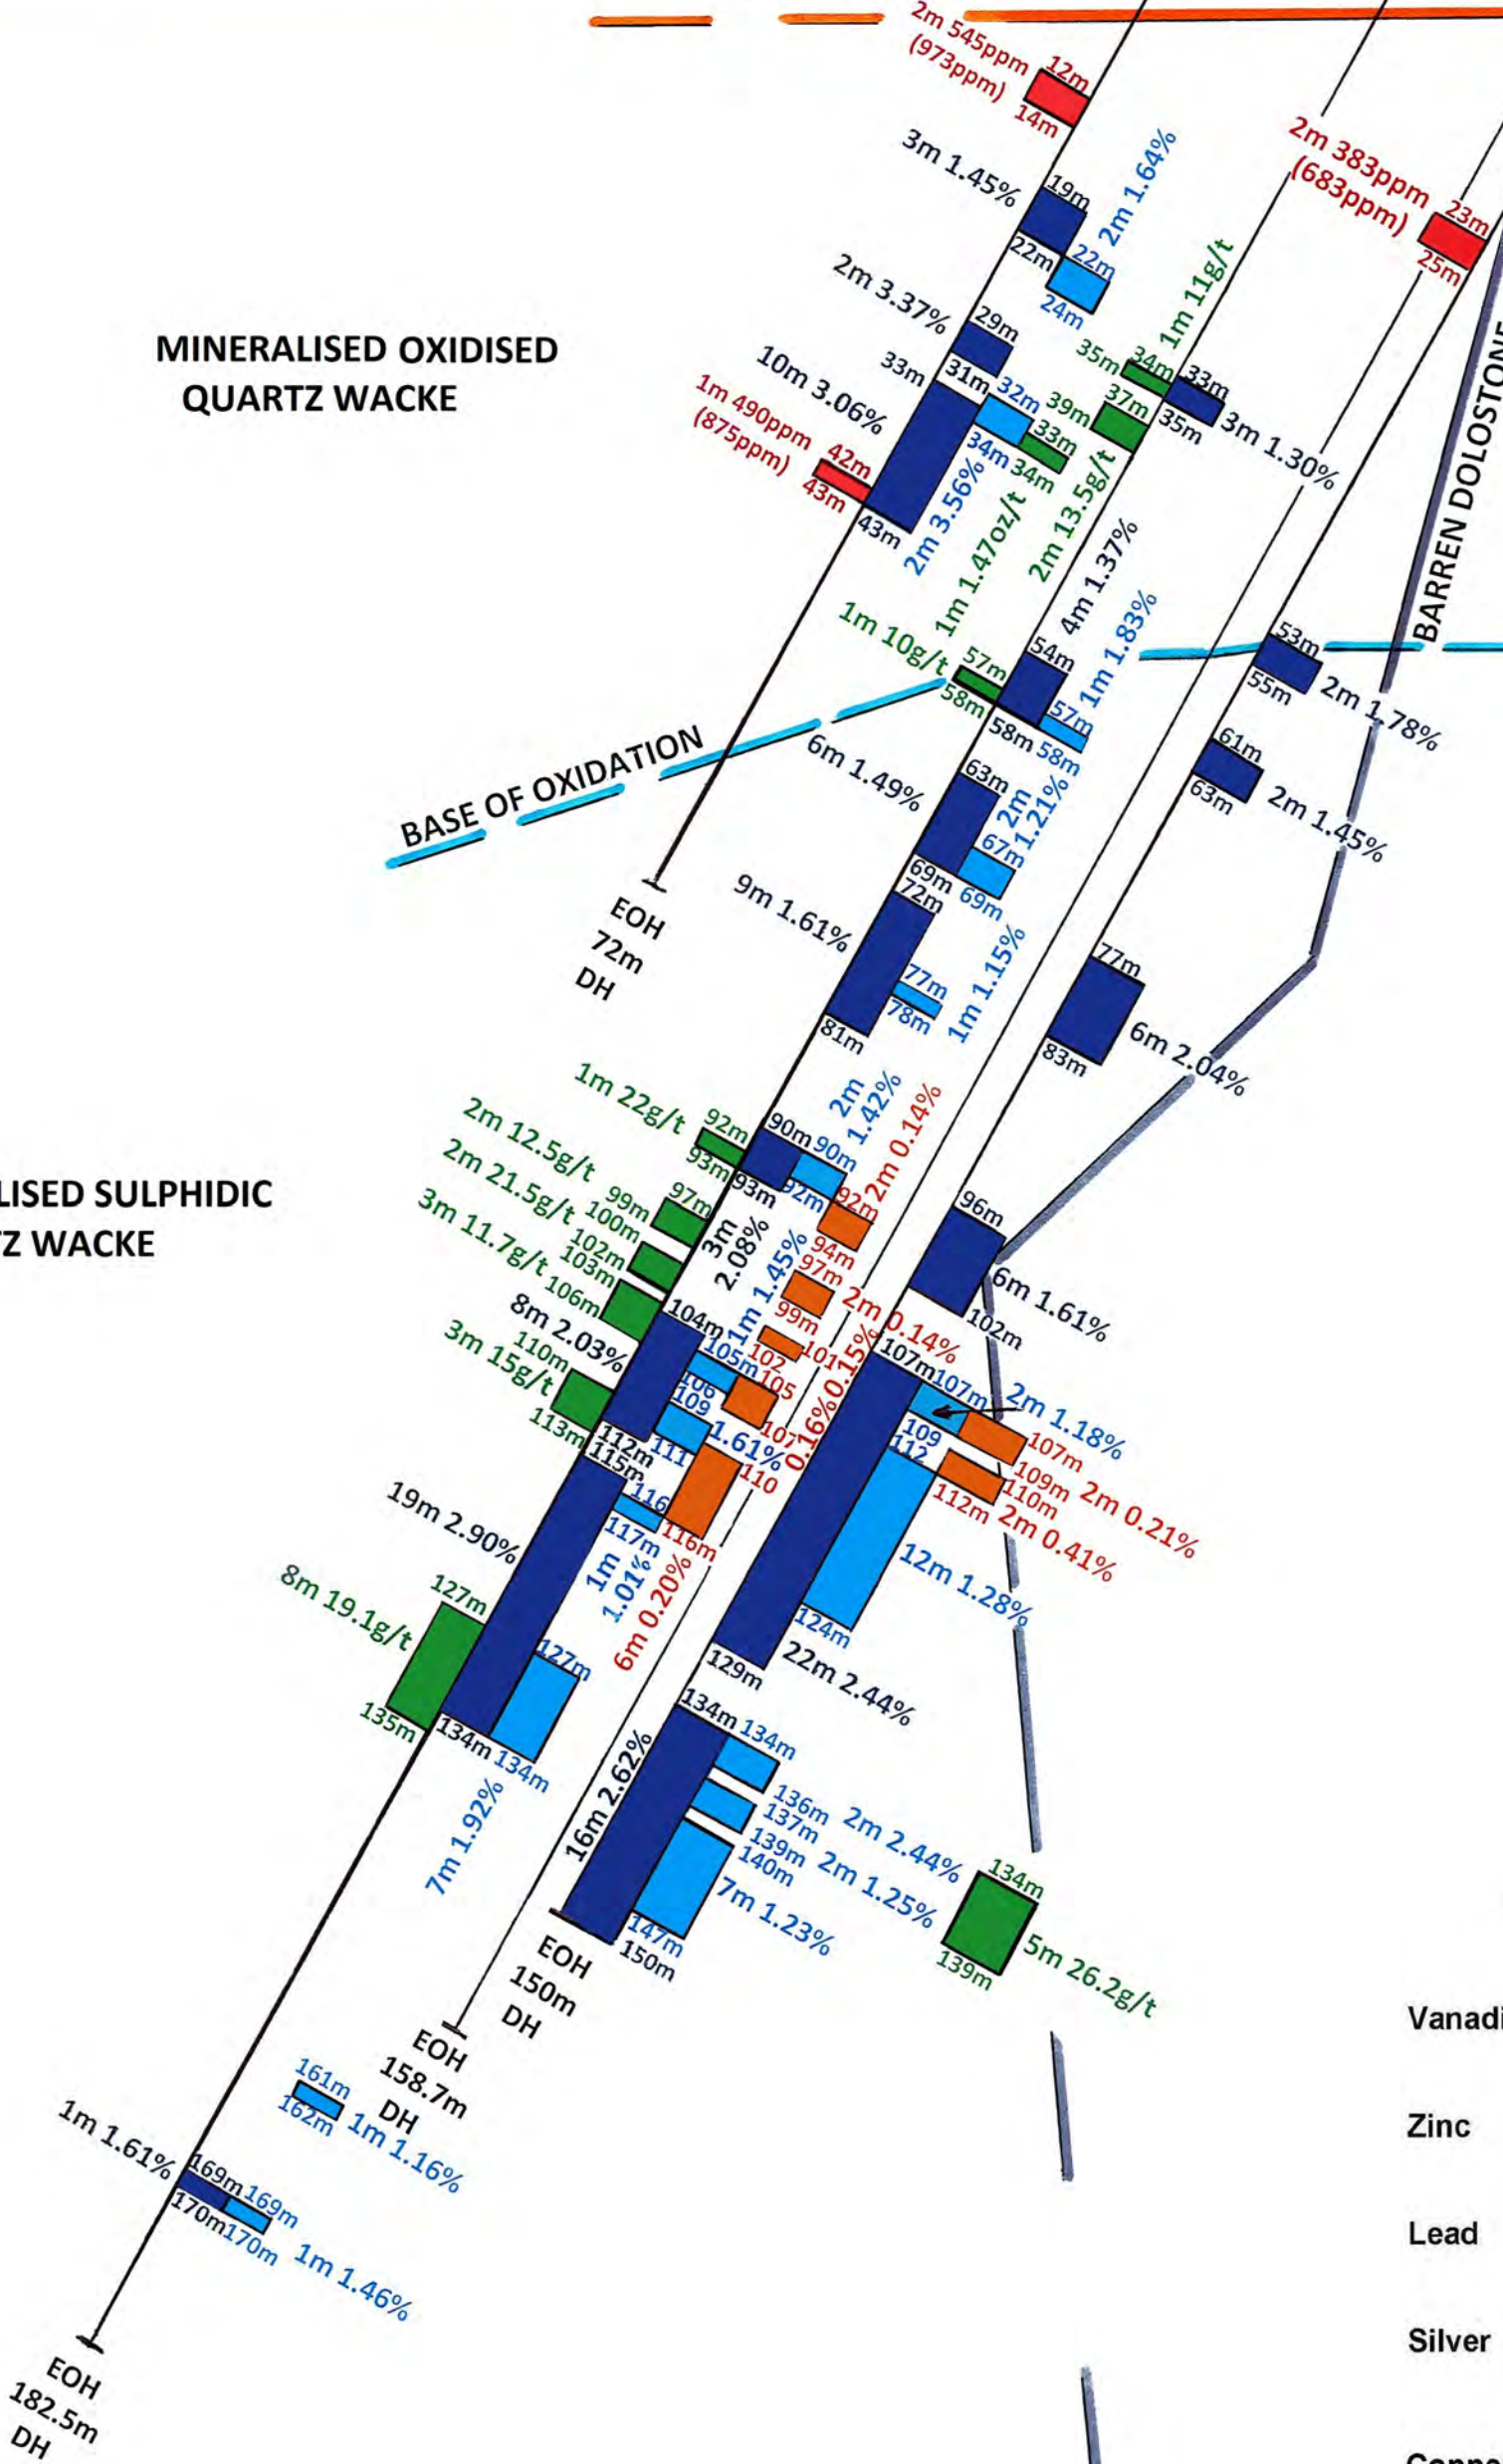 2m 545ppm
(973ppm)
12m
14m
3m 1.45%
19m
22m
2m 1.64%
22m
24m
2m 383ppm
(683ppm)
23m
25m
2m 3.37%
29m
31m
MINERALISED OXIDISED
QUARTZ WACKE
10m 3.06%
33m
43m
1m 490ppm
(875ppm)
42m
43m
32m
34m
2m 3.56%
33m
34m
1m 1.47oz/t
1m 11g/t
34m
35m
33m
35m
3m 1.30%
37m
39m
2m 13.5g/t
BARREN DOLOSTONE
1m 10g/t
57m
58m
4m 1.37%
54m
58m
1m 1.83%
57m
58m
53m
55m
2m 1.78%
61m
63m
2m 1.45%
BASE OF OXIDATION
6m 1.49%
63m
69m
2m
1.21%
67m
69m
EOH
72m
DH
9m 1.61%
72m
81m
77m
78m
1m 1.15%
77m
83m
6m 2.04%
1m 22g/t
92m
93m
90m
93m
3m
2.08%
90m
92m
2m
1.42%
92m
94m
2m 0.14%
LISED SULPHIDIC
TZ WACKE
2m 12.5g/t
97m
99m
2m 21.5g/t
100m
102m
3m 11.7g/t
103m
106m
96m
102m
6m 1.61%
97m
99m
2m 0.14%
8m 2.03%
104m
112m
1m 1.45%
105m
106
101
102
0.15%
105
107
0.16%
3m 15g/t
110m
113m
109
111
1.61%
110
116m
6m 0.20%
107m
129m
22m 2.44%
107m
109
2m 1.18%
107m
109m
2m 0.21%
110m
112m
2m 0.41%
112
124m
12m 1.28%
19m 2.90%
115m
134m
116
117m
1m
1.01%
8m 19.1g/t
127m
135m
127m
134m
7m 1.92%
16m 2.62%
134m
150m
134m
136m
2m 2.44%
137m
139m
2m 1.25%
140m
147m
7m 1.23%
134m
139m
5m 26.2g/t
EOH
150m
DH
EOH
158.7m
DH
161m
162m
1m 1.16%
1m 1.61%
169m
170m
169m
170m
1m 1.46%
EOH
182.5m
DH
Vanadi
Zinc
Lead
Silver